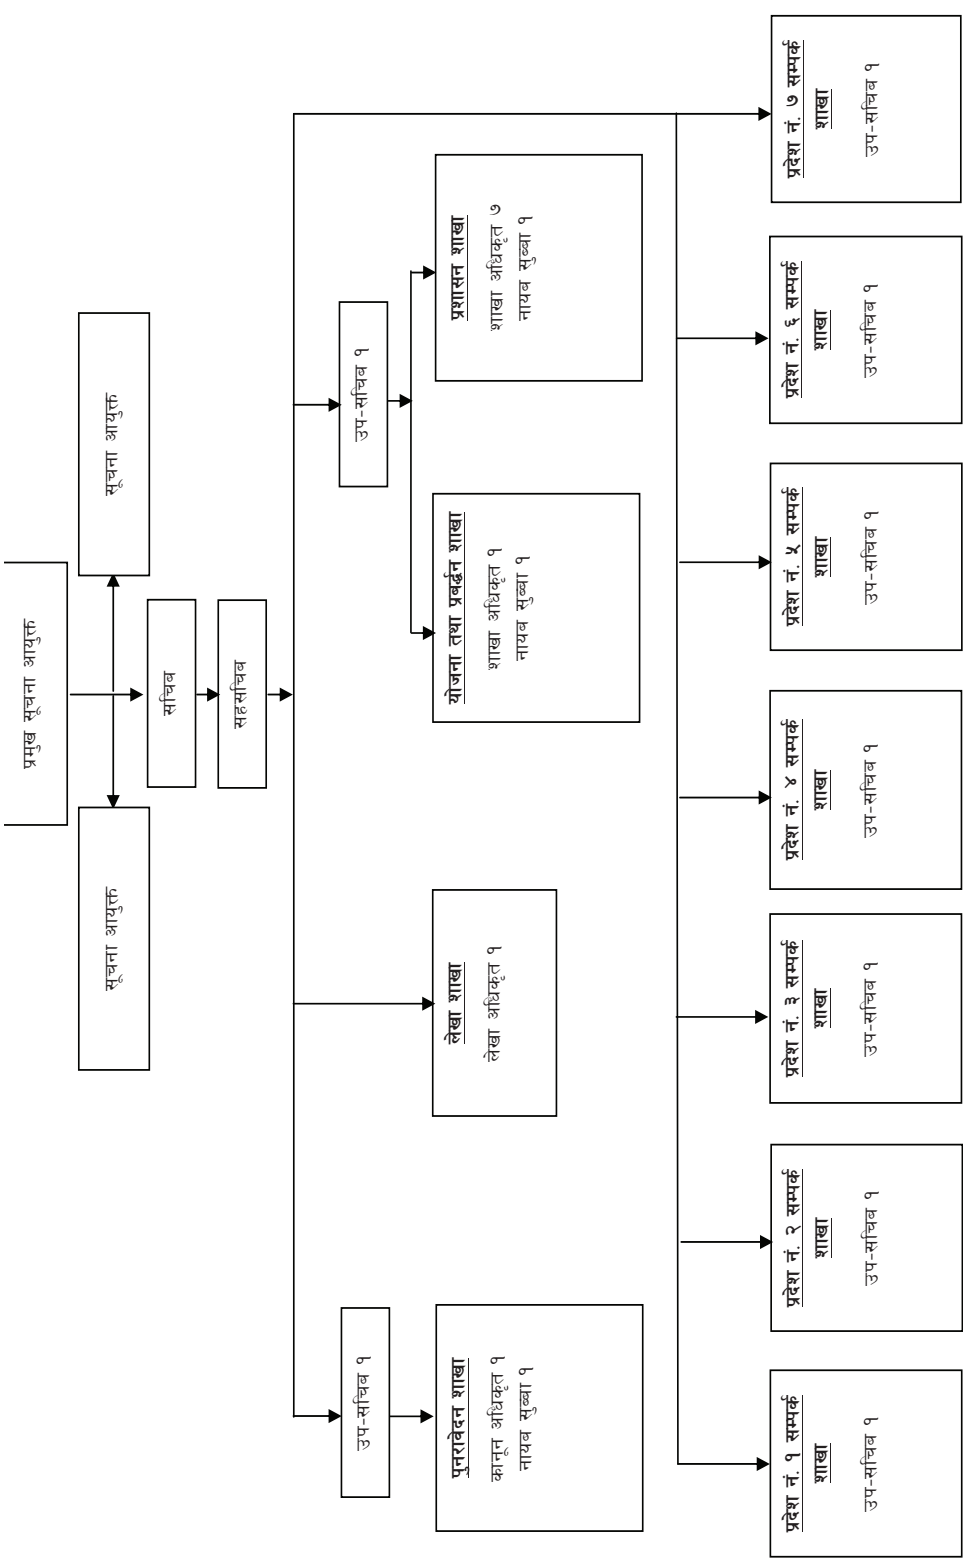 प्रमुख सूचना आयुक्त
सूचना आयुक्त
सूचना आयुक्त
सचिब
सहसचिब
उप-सचिब १
उप-सचिब १
पुनरावेदन शाखा
कानून अधिकृत १
नायब सुब्बा १
लेखा शाखा
लेखा अधिकृत १
योजना तथा प्रबर्द्धन शाखा
शाखा अधिकृत १
नायब सुब्बा १
प्रशासन शाखा
शाखा अधिकृत ७
नायब सुब्बा १
प्रदेश नं. १ सम्पर्क
शाखा
उप-सचिब १
प्रदेश नं. २ सम्पर्क
शाखा
उप-सचिब १
प्रदेश नं. ३ सम्पर्क
शाखा
उप-सचिब १
प्रदेश नं. ४ सम्पर्क
शाखा
उप-सचिब १
प्रदेश नं. ५ सम्पर्क
शाखा
उप-सचिब १
प्रदेश नं. ६ सम्पर्क
शाखा
उप-सचिब १
प्रदेश नं. ७ सम्पर्क
शाखा
उप-सचिब १